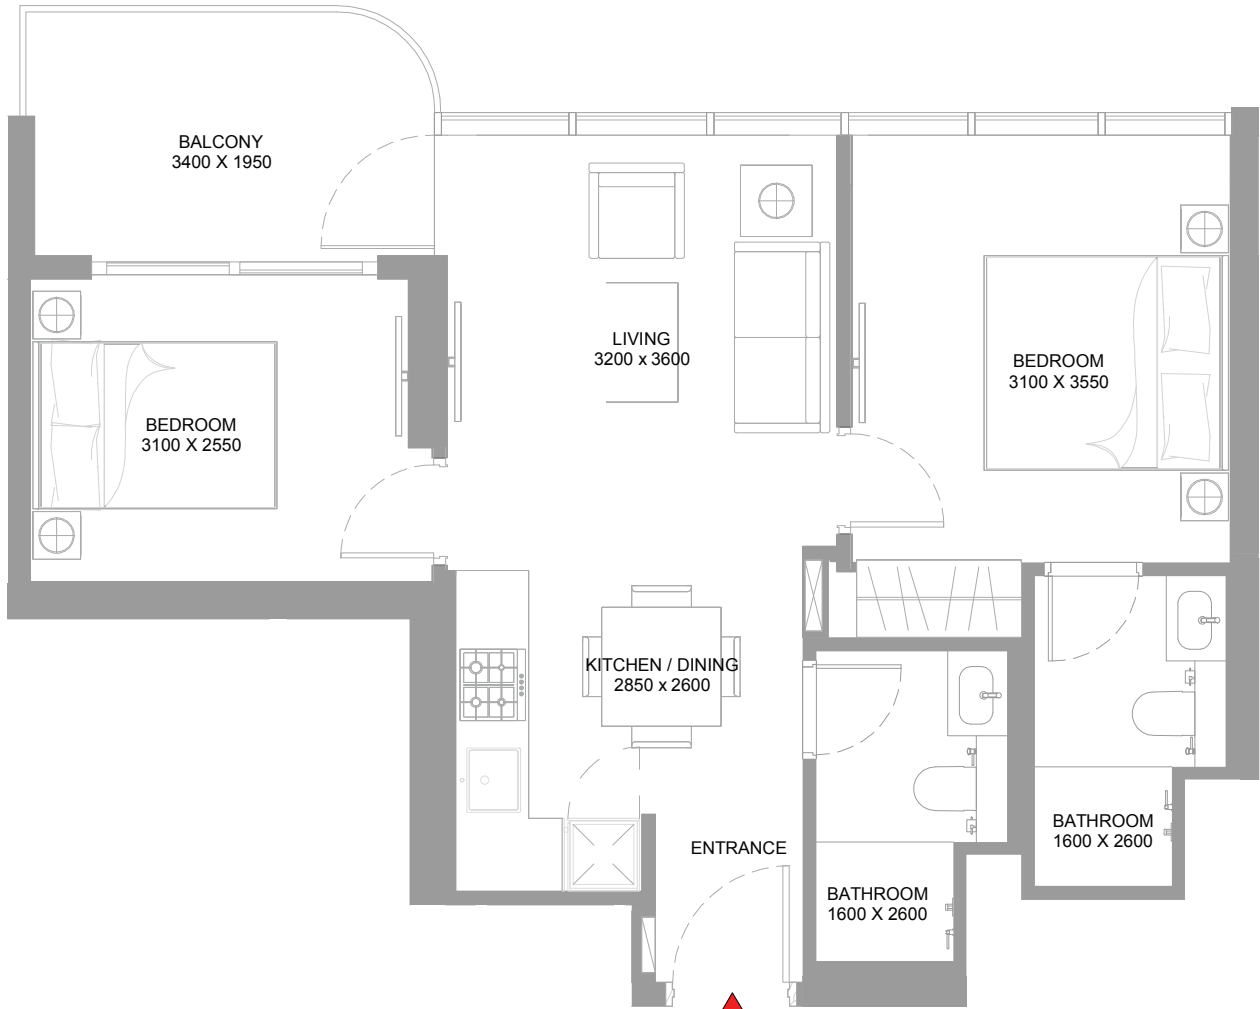 BALCONY
3400 X 1950
LIVING
3200 x 3600
BEDROOM
3100 X 3550
BEDROOM
3100 X 2550
KITCHEN / DINING
2850 x 2600
BATHROOM
1600 X 2600
ENTRANCE
BATHROOM
1600 X 2600